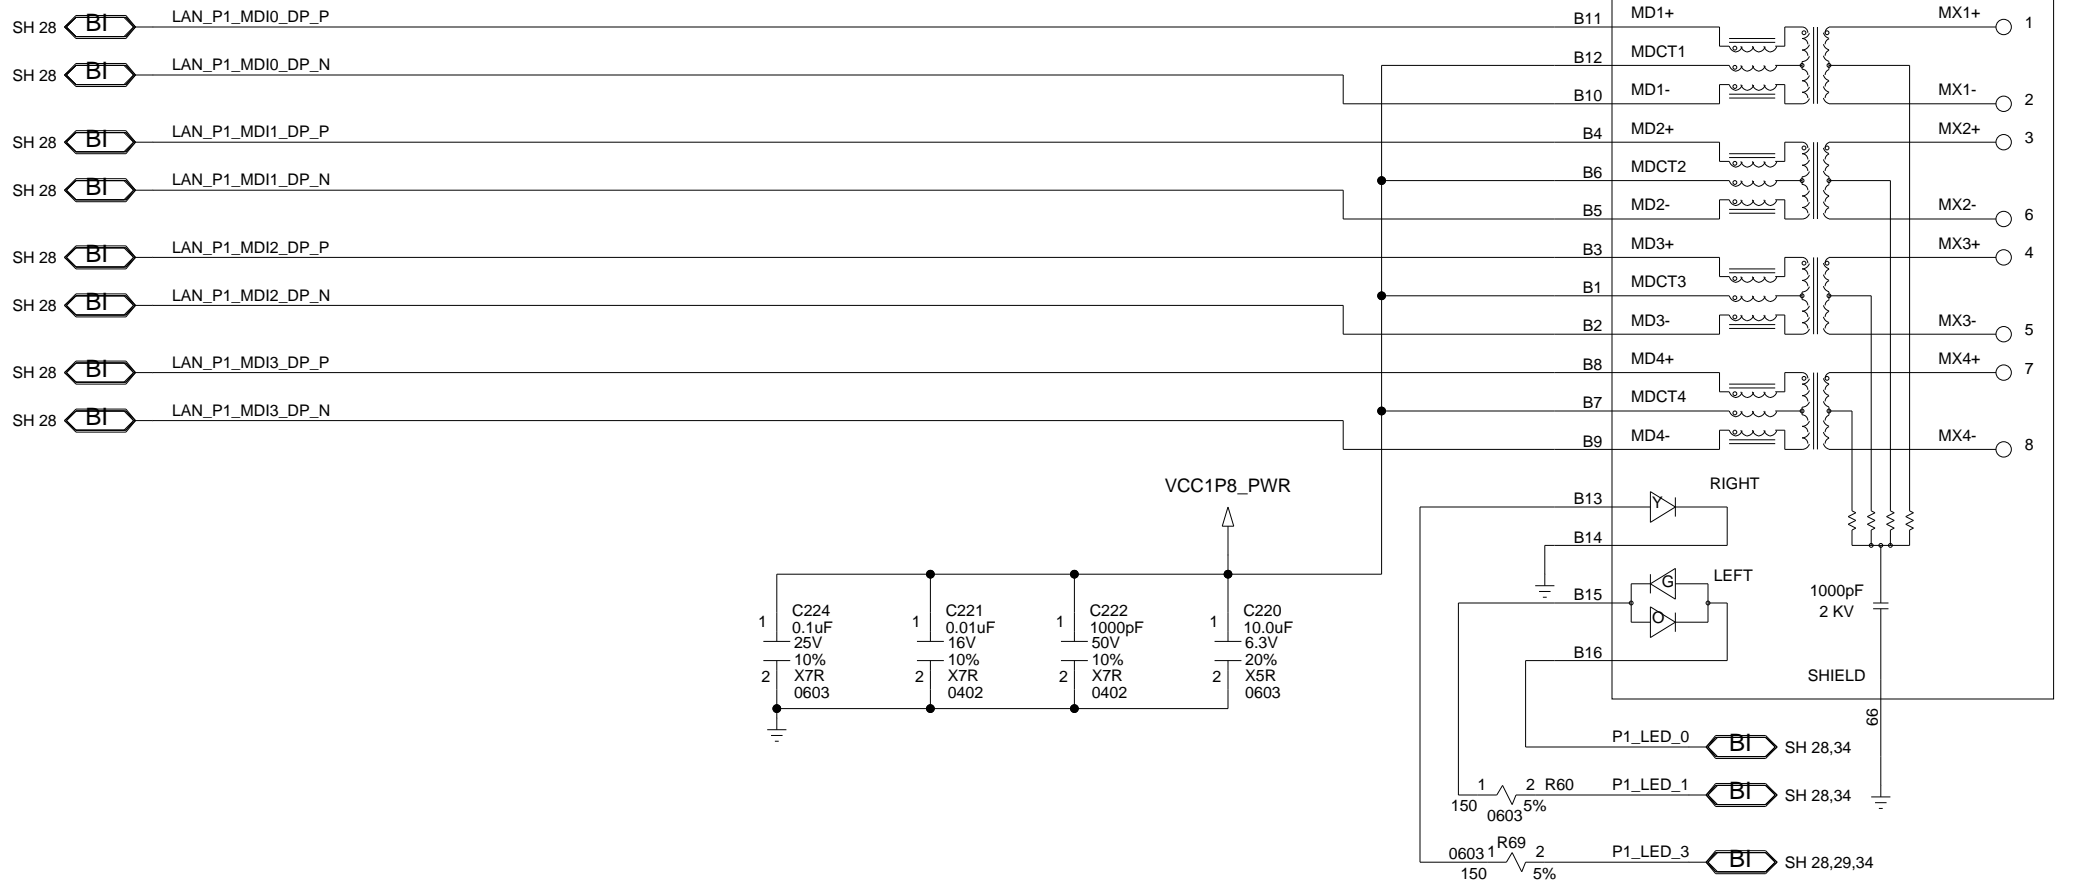 SH 28 BI LAN_P1_MDI0_DP_P B11 MD1+ MX1+ 1
B12 MDCT1
SH 28 BI LAN_P1_MDI0_DP_N B10 MD1- MX1- 2
SH 28 BI LAN_P1_MDI1_DP_P B4 MD2+ MX2+ 3
B6 MDCT2
SH 28 BI LAN_P1_MDI1_DP_N B5 MD2- MX2- 6
SH 28 BI LAN_P1_MDI2_DP_P B3 MD3+ MX3+ 4
B1 MDCT3
SH 28 BI LAN_P1_MDI2_DP_N B2 MD3- MX3- 5
SH 28 BI LAN_P1_MDI3_DP_P B8 MD4+ MX4+ 7
B7 MDCT4
SH 28 BI LAN_P1_MDI3_DP_N B9 MD4- MX4- 8
VCC1P8_PWR
B13 Y RIGHT
B14
B15 G LEFT
O
B16
1000pF
2 KV
SHIELD
66
1 C224
0.1uF
25V
10%
2 X7R
0603
1 C221
0.01uF
16V
10%
2 X7R
0402
1 C222
1000pF
50V
10%
2 X7R
0402
1 C220
10.0uF
6.3V
20%
2 X5R
0603
P1_LED_0 BI SH 28,34
1 2 R60 P1_LED_1 BI SH 28,34
150 5%
0603
R69
0603 1 2 P1_LED_3 BI SH 28,29,34
150 5%